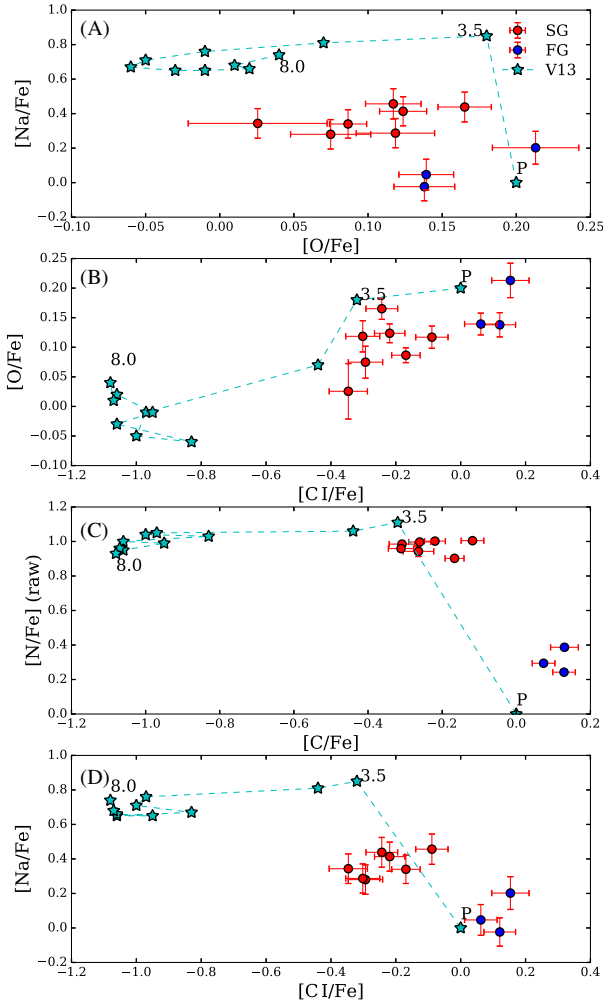 (A)
3.5
SG
FG
V13
8.0
P
[Na/Fe]
1.0
0.8
0.6
0.4
0.2
0.0
−0.2
−0.10 −0.05 0.00 0.05 0.10 0.15 0.20 0.25
[O/Fe]
(B)
P
3.5
8.0
[O/Fe]
0.25
0.20
0.15
0.10
0.05
0.00
−0.05
−0.10
−1.2 −1.0 −0.8 −0.6 −0.4 −0.2 0.0 0.2 0.4
[C I/Fe]
(C)
3.5
8.0
P
[N/Fe] (raw)
1.2
1.0
0.8
0.6
0.4
0.2
0.0
−1.2 −1.0 −0.8 −0.6 −0.4 −0.2 0.0 0.2
[C/Fe]
(D)
8.0
3.5
P
[Na/Fe]
1.0
0.8
0.6
0.4
0.2
0.0
−0.2
−1.2 −1.0 −0.8 −0.6 −0.4 −0.2 0.0 0.2 0.4
[C I/Fe]